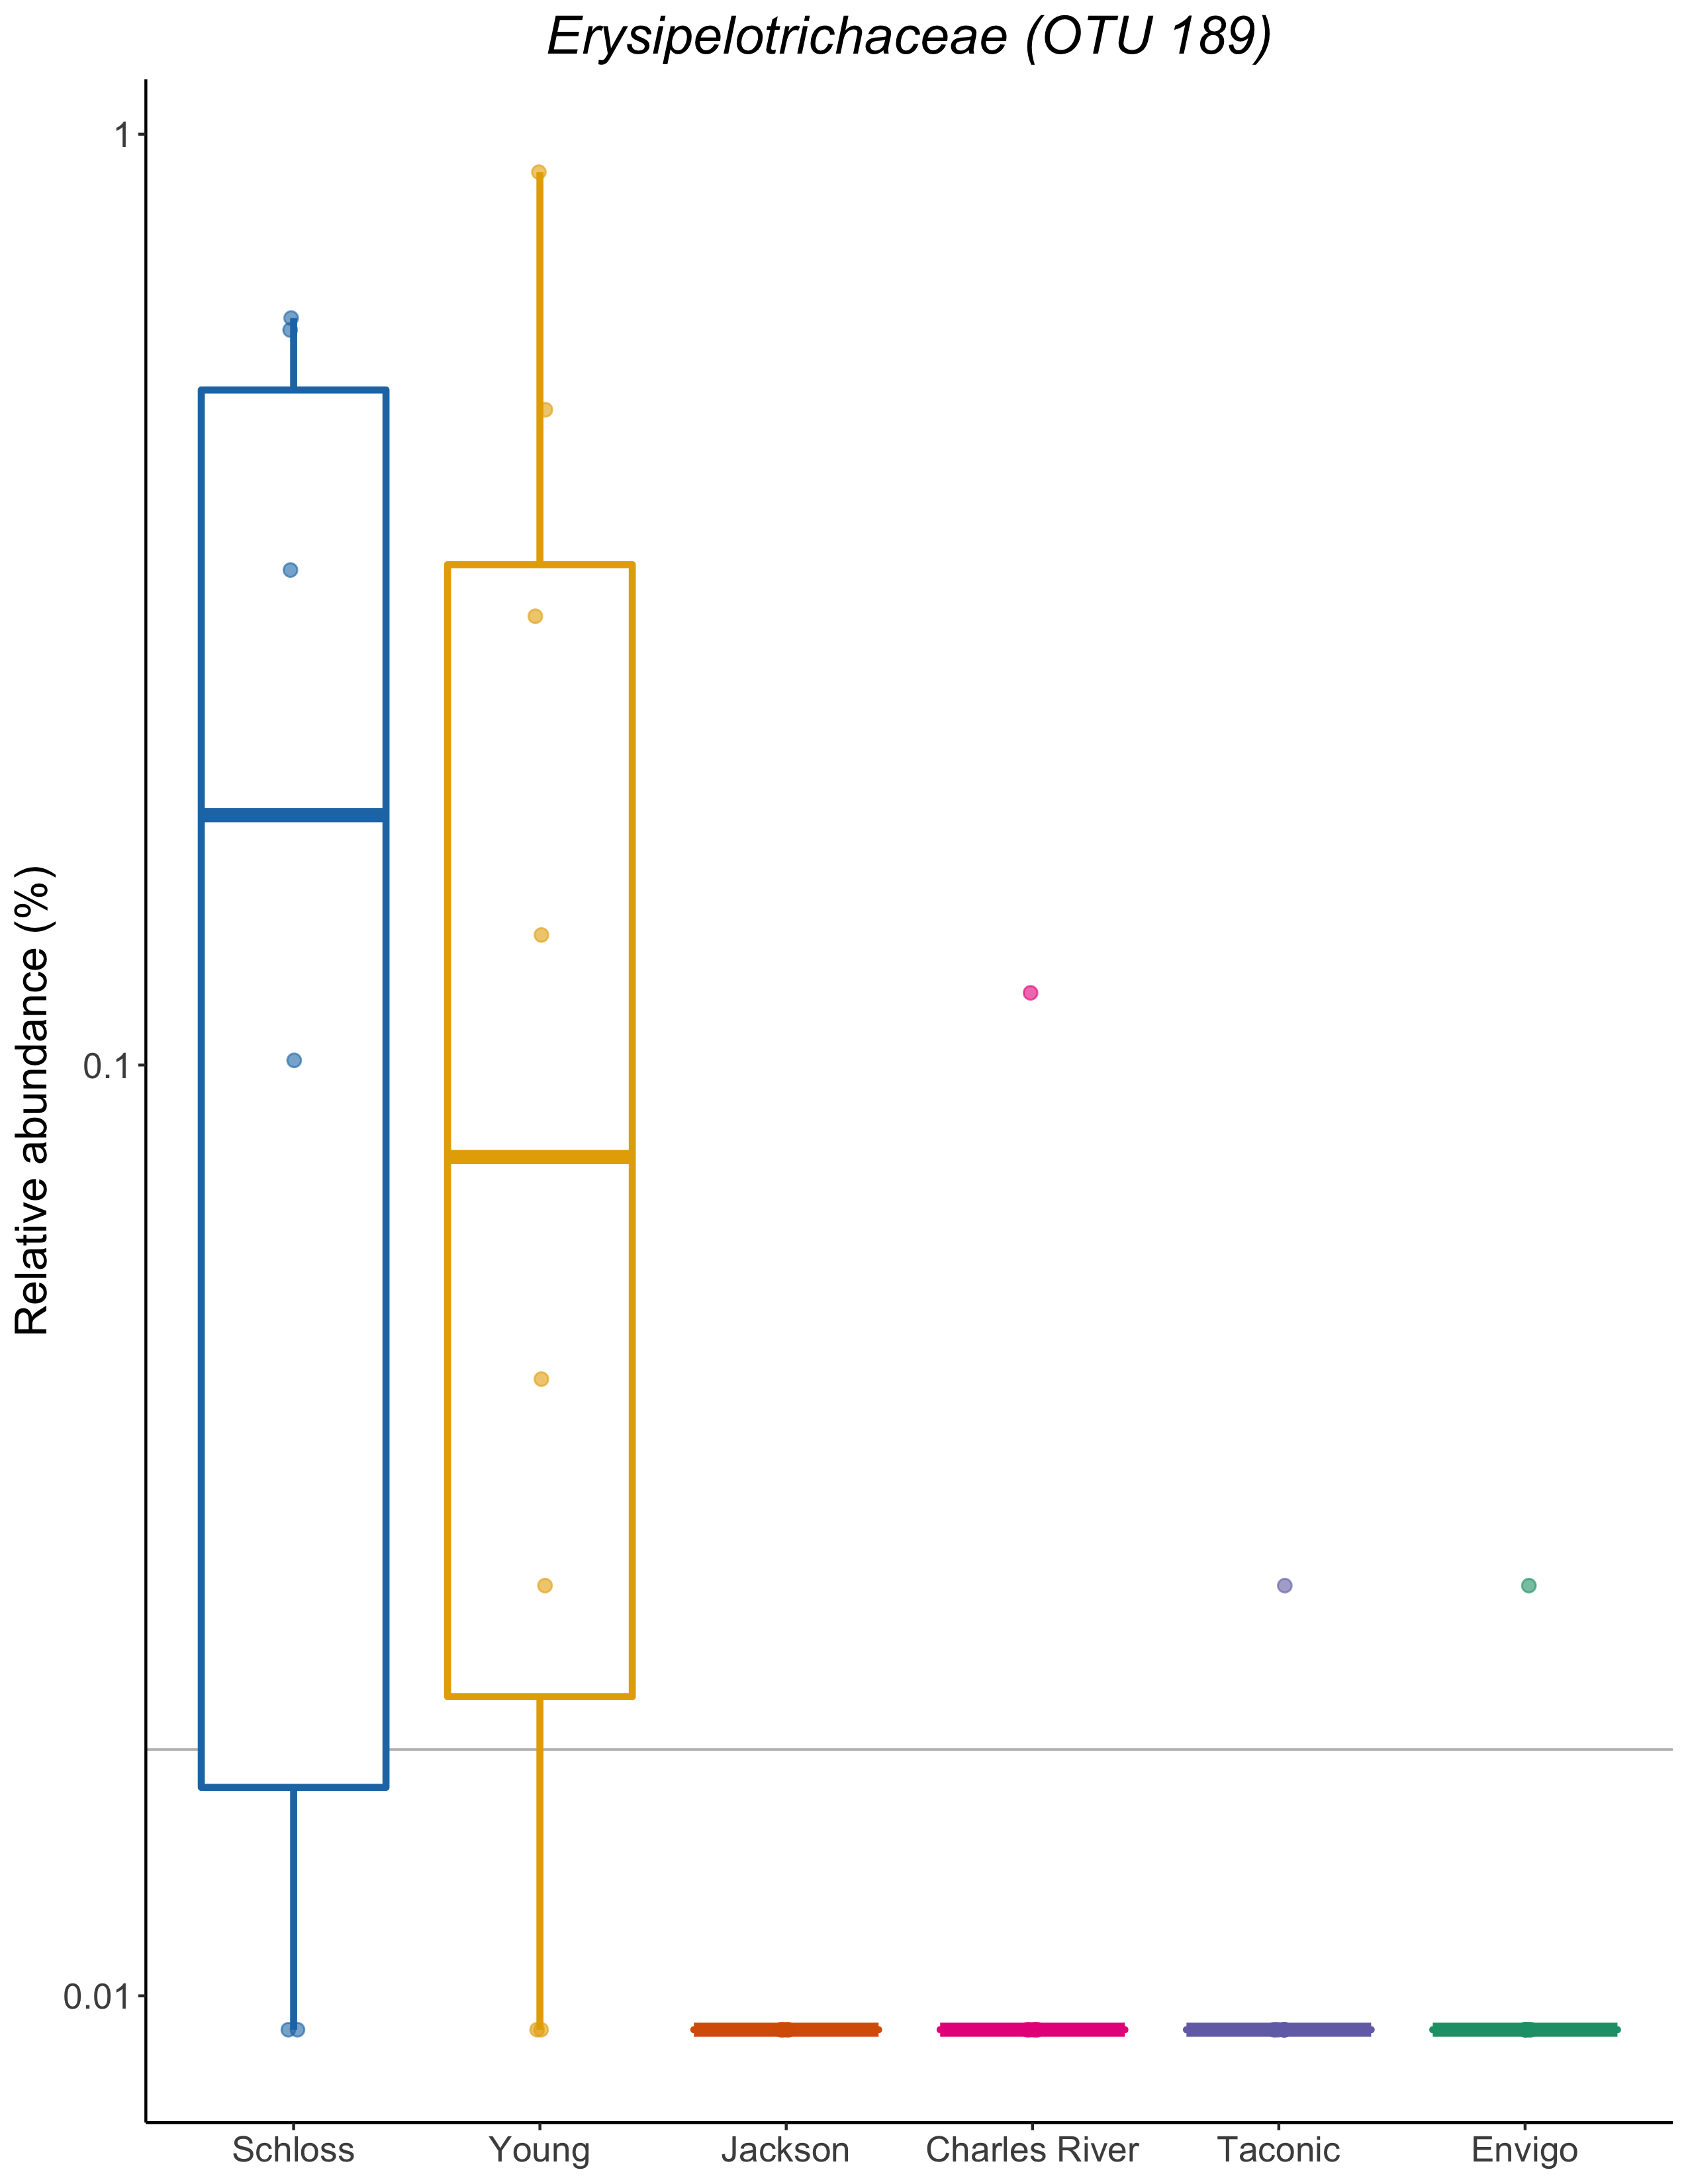 Erysipelotrichaceae (OTU 189)
1
0.1
0.01
Relative abundance (%)
Schloss Young Jackson Charles River Taconic Envigo